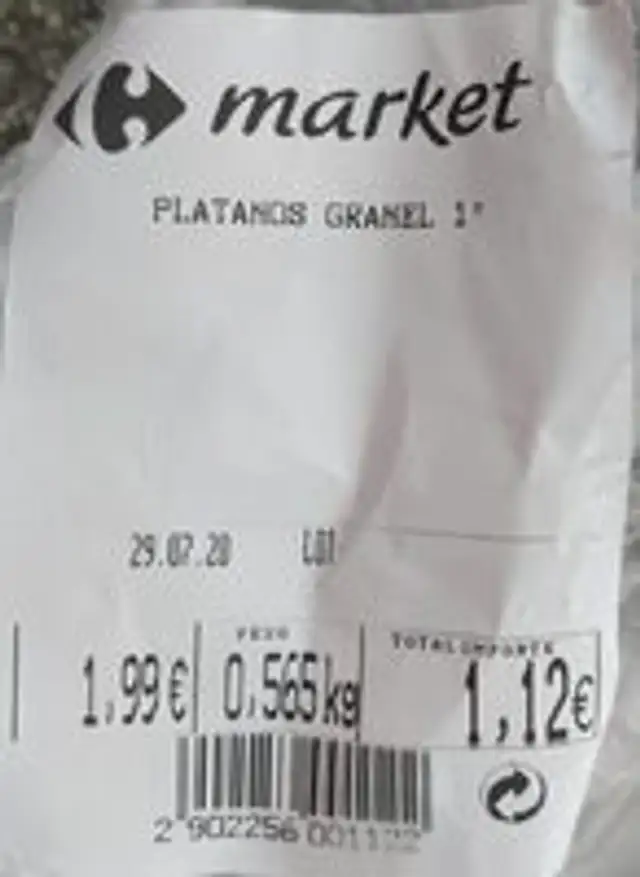 market
PLATANOS GRANEL 1ª
29.07.20 LOT
PESO TOTAL IMPORTE
1,99 € 0,565 kg 1,12€
2 902256 001122